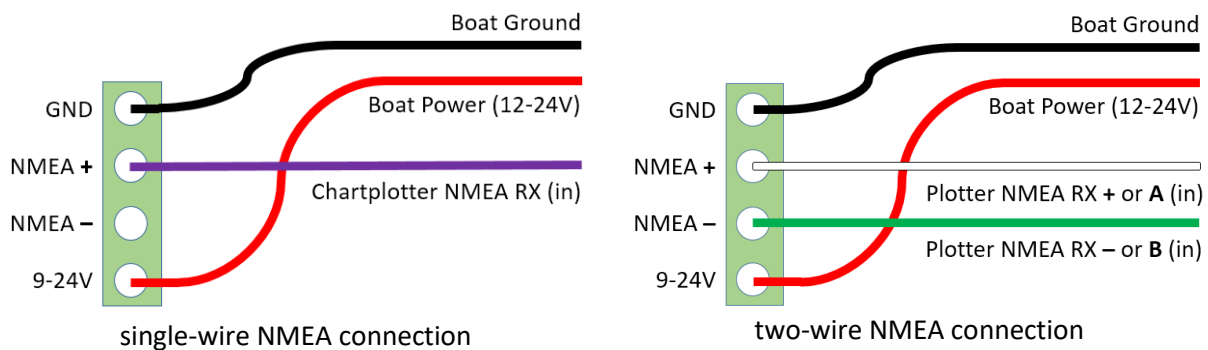 Boat Ground
GND
Boat Power (12-24V)
NMEA +
Chartplotter NMEA RX (in)
NMEA –
9-24V
single-wire NMEA connection
Boat Ground
GND
Boat Power (12-24V)
NMEA +
Plotter NMEA RX + or A (in)
NMEA –
Plotter NMEA RX – or B (in)
9-24V
two-wire NMEA connection